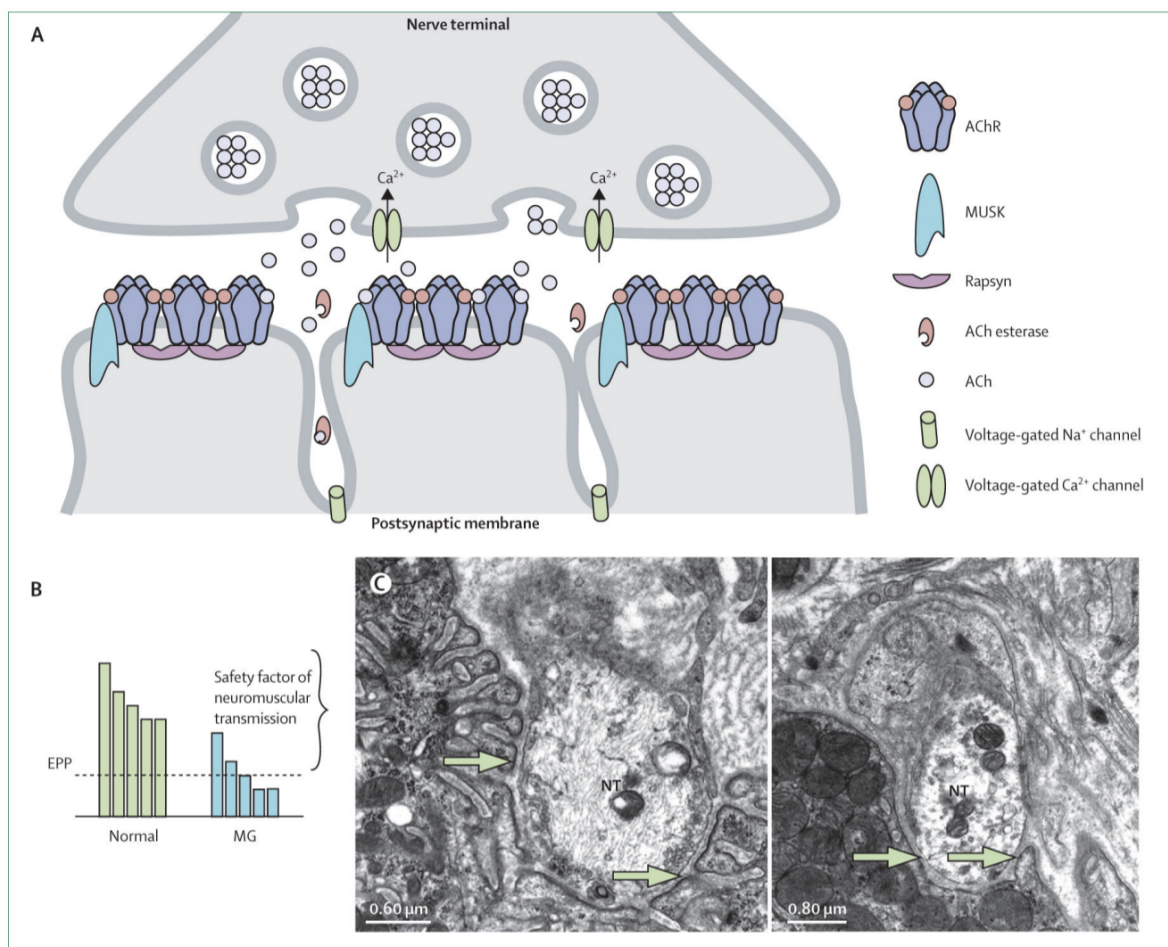 A
Nerve terminal
Ca²⁺
Ca²⁺
Postsynaptic membrane
AChR
MUSK
Rapsyn
ACh esterase
ACh
Voltage-gated Na⁺ channel
Voltage-gated Ca²⁺ channel
B
Safety factor of
neuromuscular
transmission
EPP
Normal
MG
C
NT
0.60 µm
NT
0.80 µm